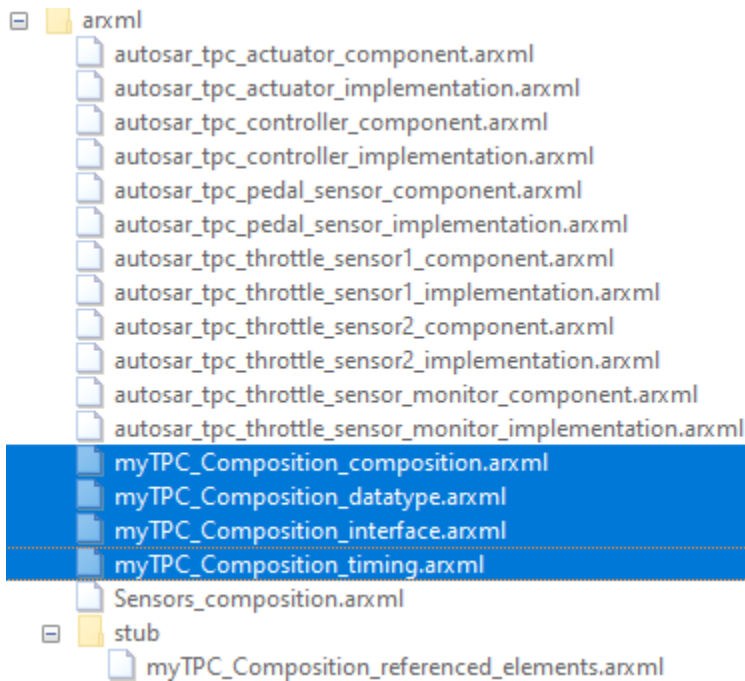 arxml
autosar_tpc_actuator_component.arxml
autosar_tpc_actuator_implementation.arxml
autosar_tpc_controller_component.arxml
autosar_tpc_controller_implementation.arxml
autosar_tpc_pedal_sensor_component.arxml
autosar_tpc_pedal_sensor_implementation.arxml
autosar_tpc_throttle_sensor1_component.arxml
autosar_tpc_throttle_sensor1_implementation.arxml
autosar_tpc_throttle_sensor2_component.arxml
autosar_tpc_throttle_sensor2_implementation.arxml
autosar_tpc_throttle_sensor_monitor_component.arxml
autosar_tpc_throttle_sensor_monitor_implementation.arxml
myTPC_Composition_composition.arxml
myTPC_Composition_datatype.arxml
myTPC_Composition_interface.arxml
myTPC_Composition_timing.arxml
Sensors_composition.arxml
stub
myTPC_Composition_referenced_elements.arxml